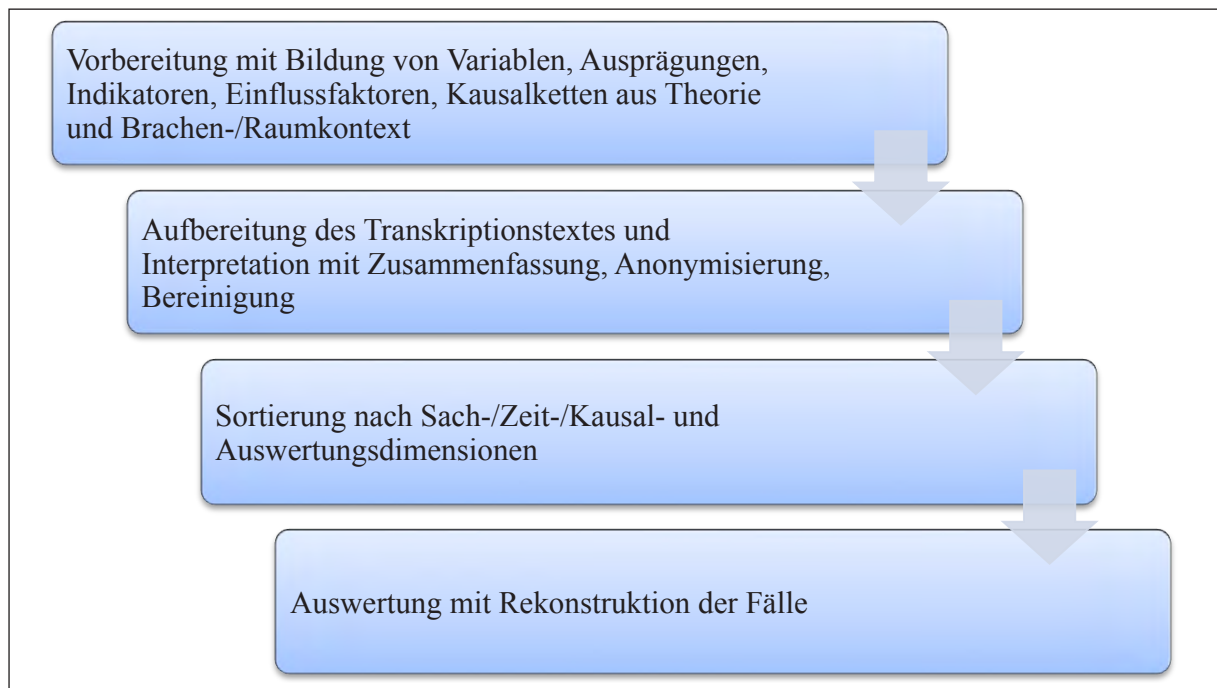 Vorbereitung mit Bildung von Variablen, Ausprägungen,
Indikatoren, Einflussfaktoren, Kausalketten aus Theorie
und Brachen-/Raumkontext
Aufbereitung des Transkriptionstextes und
Interpretation mit Zusammenfassung, Anonymisierung,
Bereinigung
Sortierung nach Sach-/Zeit-/Kausal- und
Auswertungsdimensionen
Auswertung mit Rekonstruktion der Fälle